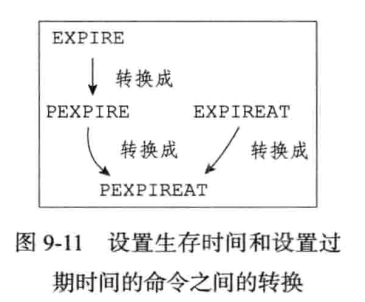 EXPIRE
转换成
PEXPIRE EXPIREAT
转换成 转换成
PEXPIREAT
图 9-11 设置生存时间和设置过
期时间的命令之间的转换